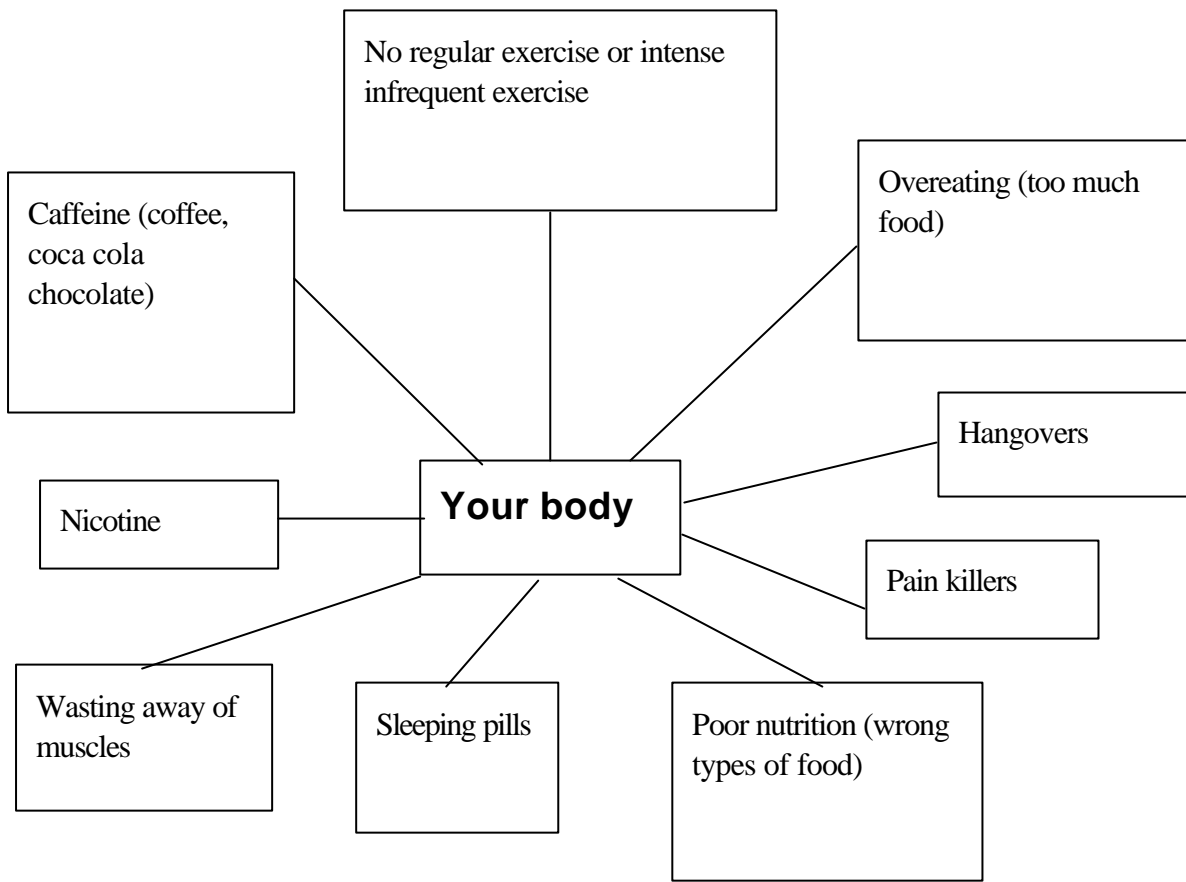 No regular exercise or intense
infrequent exercise
Overeating (too much
food)
Caffeine (coffee,
coca cola
chocolate)
Hangovers
Your body
Nicotine
Pain killers
Wasting away of
muscles
Sleeping pills
Poor nutrition (wrong
types of food)